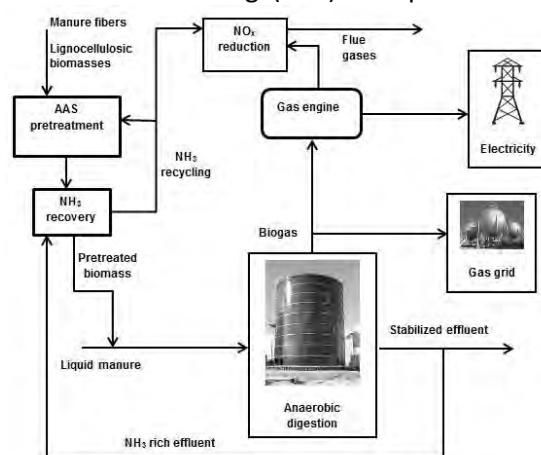 Manure fibers
Lignocellulosic
biomasses
NOx
reduction
Flue
gases
AAS
pretreatment
Gas engine
Electricity
NH3
recycling
NH3
recovery
Biogas
Gas grid
Pretreated
biomass
Liquid manure
Stabilized effluent
Anaerobic
digestion
NH3 rich effluent